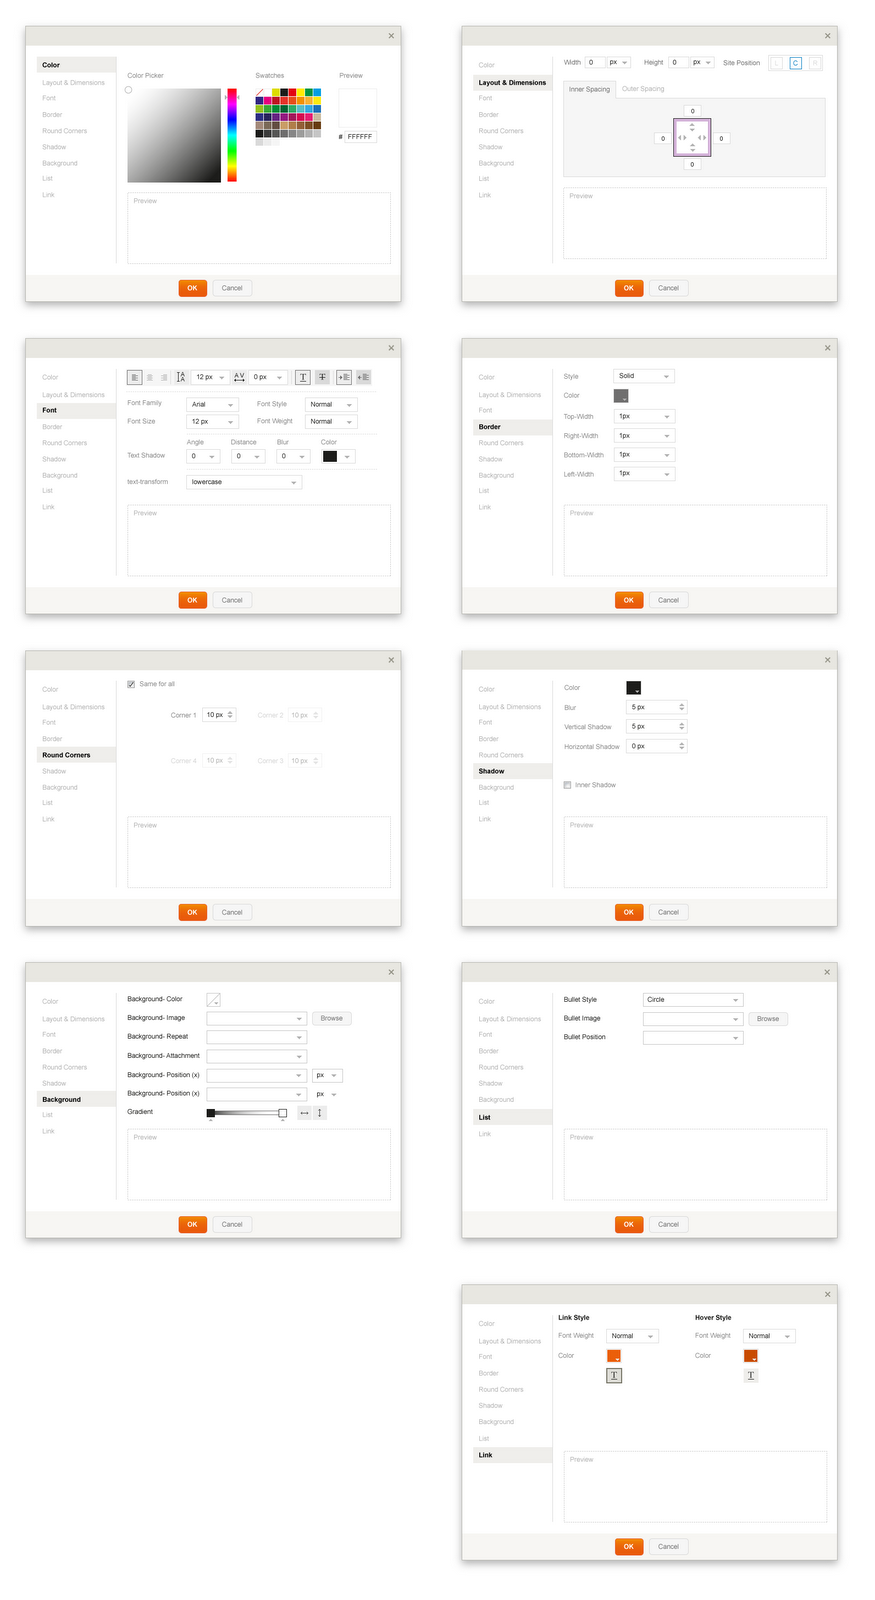 Color
Layout & Dimensions
Font
Border
Round Corners
Shadow
Background
List
Link
Color Picker
Swatches
Preview
# FFFFFF
Preview
OK Cancel
Color
Layout & Dimensions
Font
Border
Round Corners
Shadow
Background
List
Link
Width 0 px Height 0 px Site Position L C R
Inner Spacing Outer Spacing
0
0 0
0
Preview
OK Cancel
Color
Layout & Dimensions
Font
Border
Round Corners
Shadow
Background
List
Link
A A 12 px AV 0 px T T
Font Family Arial Font Style Normal
Font Size 12 px Font Weight Normal
Angle Distance Blur Color
Text Shadow 0 0 0
text-transform lowercase
Preview
OK Cancel
Color
Layout & Dimensions
Font
Border
Round Corners
Shadow
Background
List
Link
Style Solid
Color
Top-Width 1px
Right-Width 1px
Bottom-Width 1px
Left-Width 1px
Preview
OK Cancel
Color
Layout & Dimensions
Font
Border
Round Corners
Shadow
Background
List
Link
Same for all
Corner 1 10 px Corner 2 10 px
Corner 4 10 px Corner 3 10 px
Preview
OK Cancel
Color
Layout & Dimensions
Font
Border
Round Corners
Shadow
Background
List
Link
Color
Blur 5 px
Vertical Shadow 5 px
Horizontal Shadow 0 px
Inner Shadow
Preview
OK Cancel
Color
Layout & Dimensions
Font
Border
Round Corners
Shadow
Background
List
Link
Background- Color
Background- Image Browse
Background- Repeat
Background- Attachment
Background- Position (x) px
Background- Position (x) px
Gradient
Preview
OK Cancel
Color
Layout & Dimensions
Font
Border
Round Corners
Shadow
Background
List
Link
Bullet Style Circle
Bullet Image Browse
Bullet Position
Preview
OK Cancel
Color
Layout & Dimensions
Font
Border
Round Corners
Shadow
Background
List
Link
Link Style Hover Style
Font Weight Normal Font Weight Normal
Color Color
T T
Preview
OK Cancel